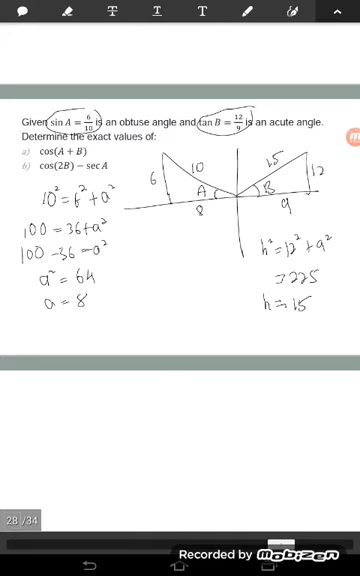 Given sin A = 6/10 is an obtuse angle and tan B = 12/9 is an acute angle.
Determine the exact values of:
a) cos(A + B)
b) cos(2B) − sec A
10² = 6² + a²
100 = 36 + a²
100 − 36 = a²
a² = 64
a = 8
6
10
A
8
15
12
B
9
h² = 12² + a²
= 225
h = 15
28 / 34
Recorded by mobizen